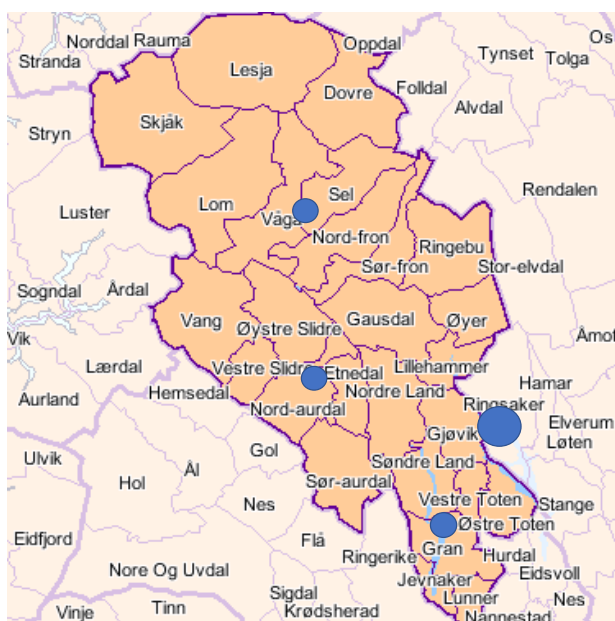 Norddal Rauma
Oppdal
Os
Stranda
Tynset
Tolga
Lesja
Dovre
Folldal
Alvdal
Skjåk
Stryn
Rendalen
Luster
Lom
Sel
Vågå
Nord-fron
Ringebu
Sør-fron
Stor-elvdal
Sogndal
Årdal
Vang
Øystre Slidre
Gausdal
Øyer
Vik
Åmot
Lærdal
Vestre Slidre
Etnedal
Lillehammer
Aurland
Hemsedal
Nordre Land
Hamar
Nord-aurdal
Ringsaker
Gjøvik
Elverum
Løten
Ulvik
Ål
Gol
Søndre Land
Hol
Sør-aurdal
Nes
Vestre Toten
Stange
Østre Toten
Eidfjord
Flå
Ringerike
Gran
Hurdal
Nore Og Uvdal
Jevnaker
Eidsvoll
Sigdal
Lunner
Nes
Vinje
Tinn
Krødsherad
Nannestad